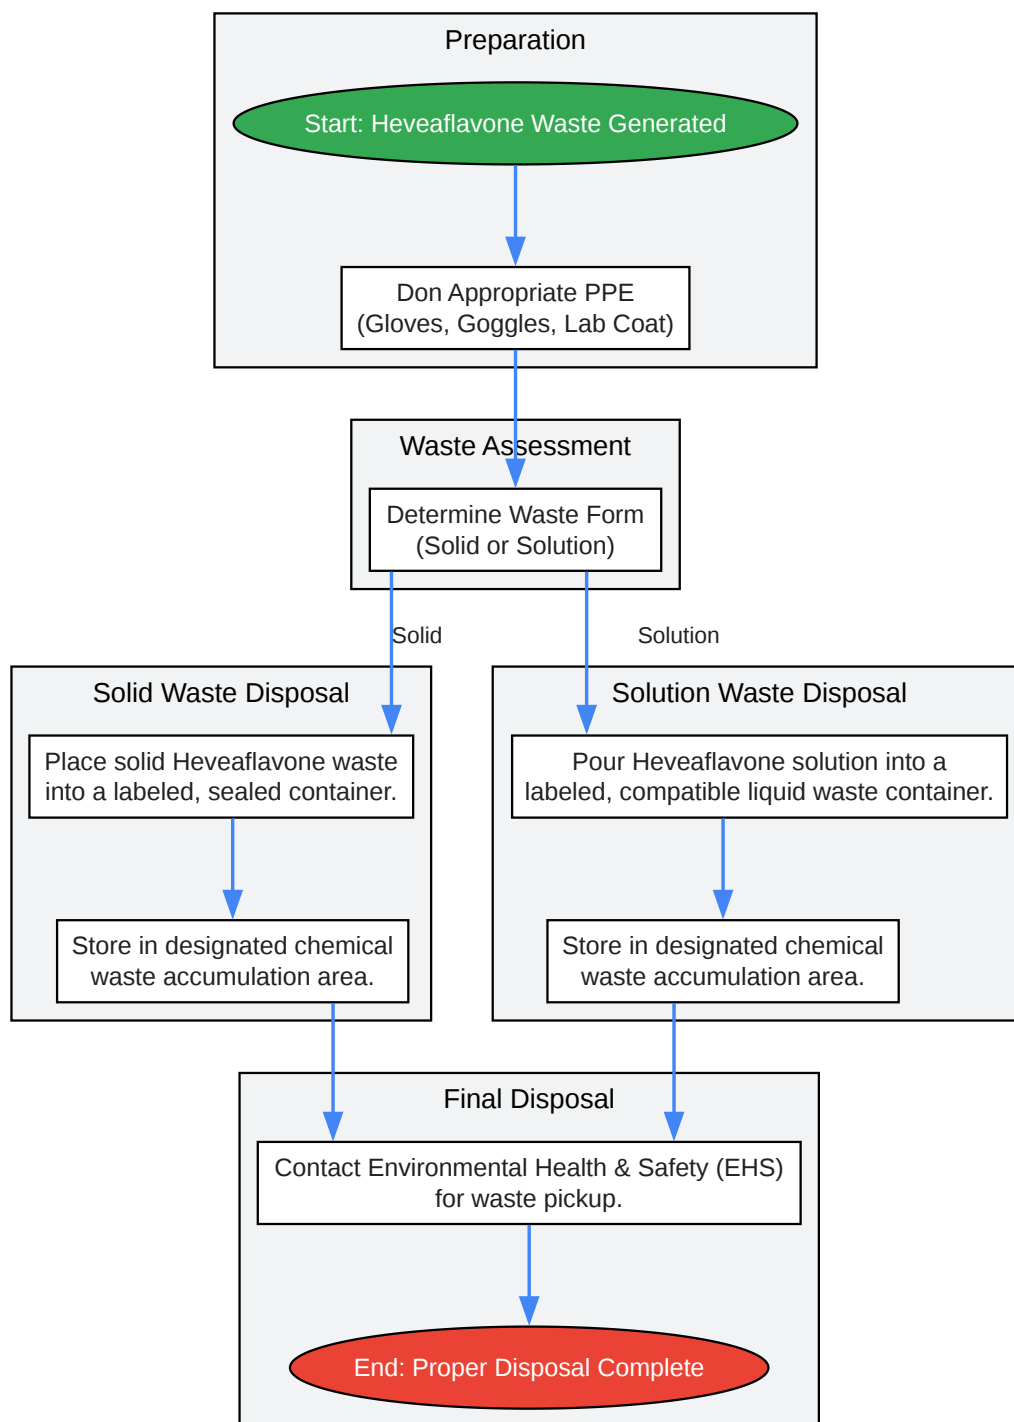 Preparation
Start: Heveaflavone Waste Generated
Don Appropriate PPE
(Gloves, Goggles, Lab Coat)
Waste Assessment
Determine Waste Form
(Solid or Solution)
Solid
Solution
Solid Waste Disposal
Place solid Heveaflavone waste
into a labeled, sealed container.
Store in designated chemical
waste accumulation area.
Solution Waste Disposal
Pour Heveaflavone solution into a
labeled, compatible liquid waste container.
Store in designated chemical
waste accumulation area.
Final Disposal
Contact Environmental Health & Safety (EHS)
for waste pickup.
End: Proper Disposal Complete